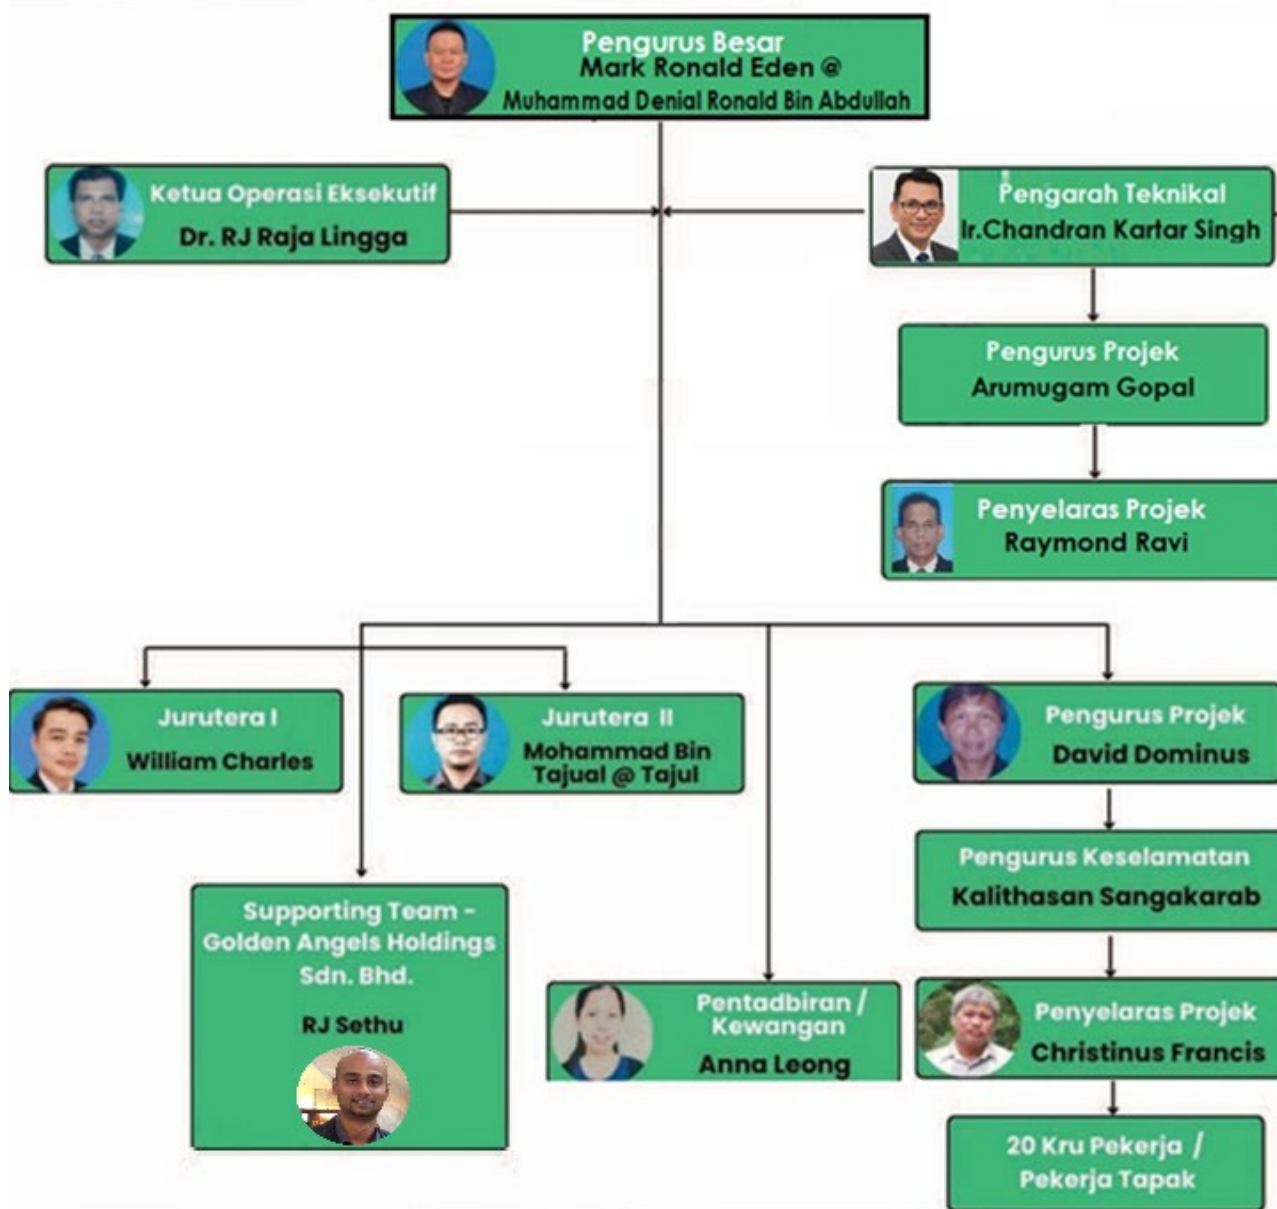 Pengurus Besar
Mark Ronald Eden @
Muhammad Denial Ronald Bin Abdullah
Ketua Operasi Eksekutif
Dr. RJ Raja Lingga
Pengarah Teknikal
Ir.Chandran Kartar Singh
Pengurus Projek
Arumugam Gopal
Penyelaras Projek
Raymond Ravi
Jurutera I
William Charles
Jurutera II
Mohammad Bin
Tajual @ Tajul
Pengurus Projek
David Dominus
Pengurus Keselamatan
Kalithasan Sangakarab
Supporting Team -
Golden Angels Holdings
Sdn. Bhd.
RJ Sethu
Pentadbiran /
Kewangan
Anna Leong
Penyelaras Projek
Christinus Francis
20 Kru Pekerja /
Pekerja Tapak